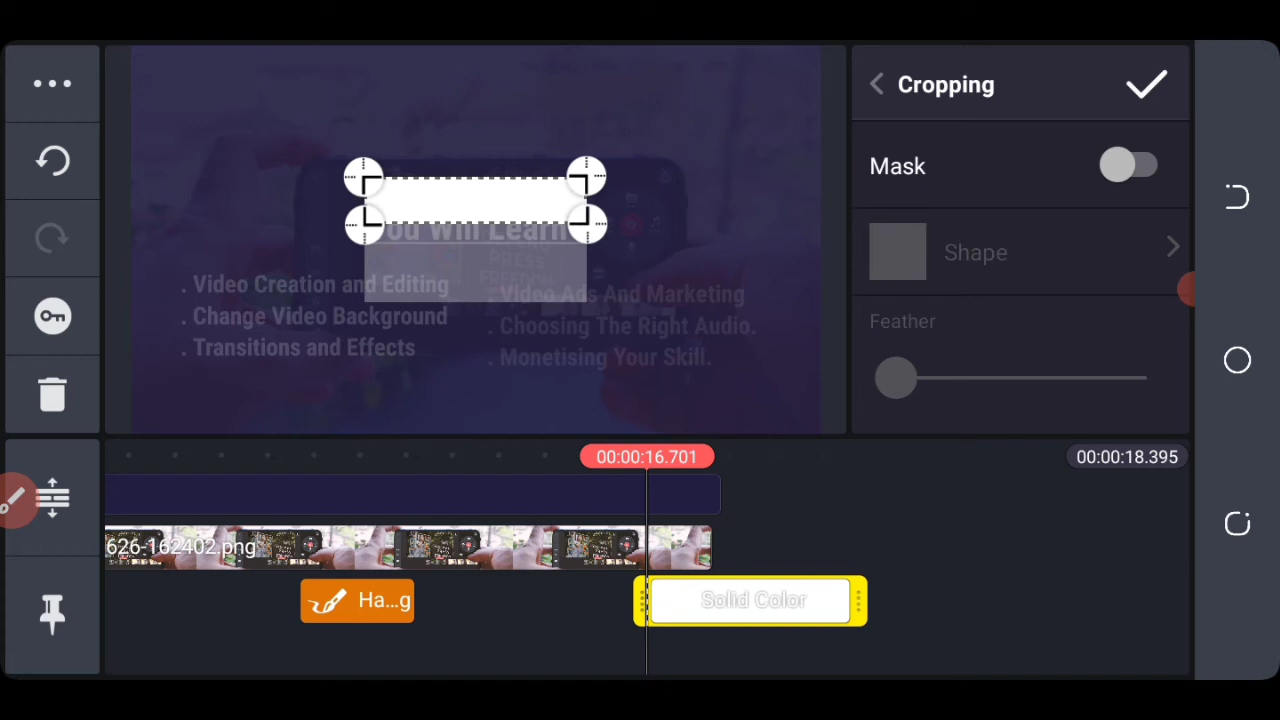 Cropping
Mask
Shape
Feather
You Will Learn
PRESS
FREEDOM
. Video Creation and Editing
. Change Video Background
. Transitions and Effects
. Video Ads And Marketing
. Choosing The Right Audio.
. Monetising Your Skill.
00:00:16.701
00:00:18.395
626-162402.png
Ha...g
Solid Color